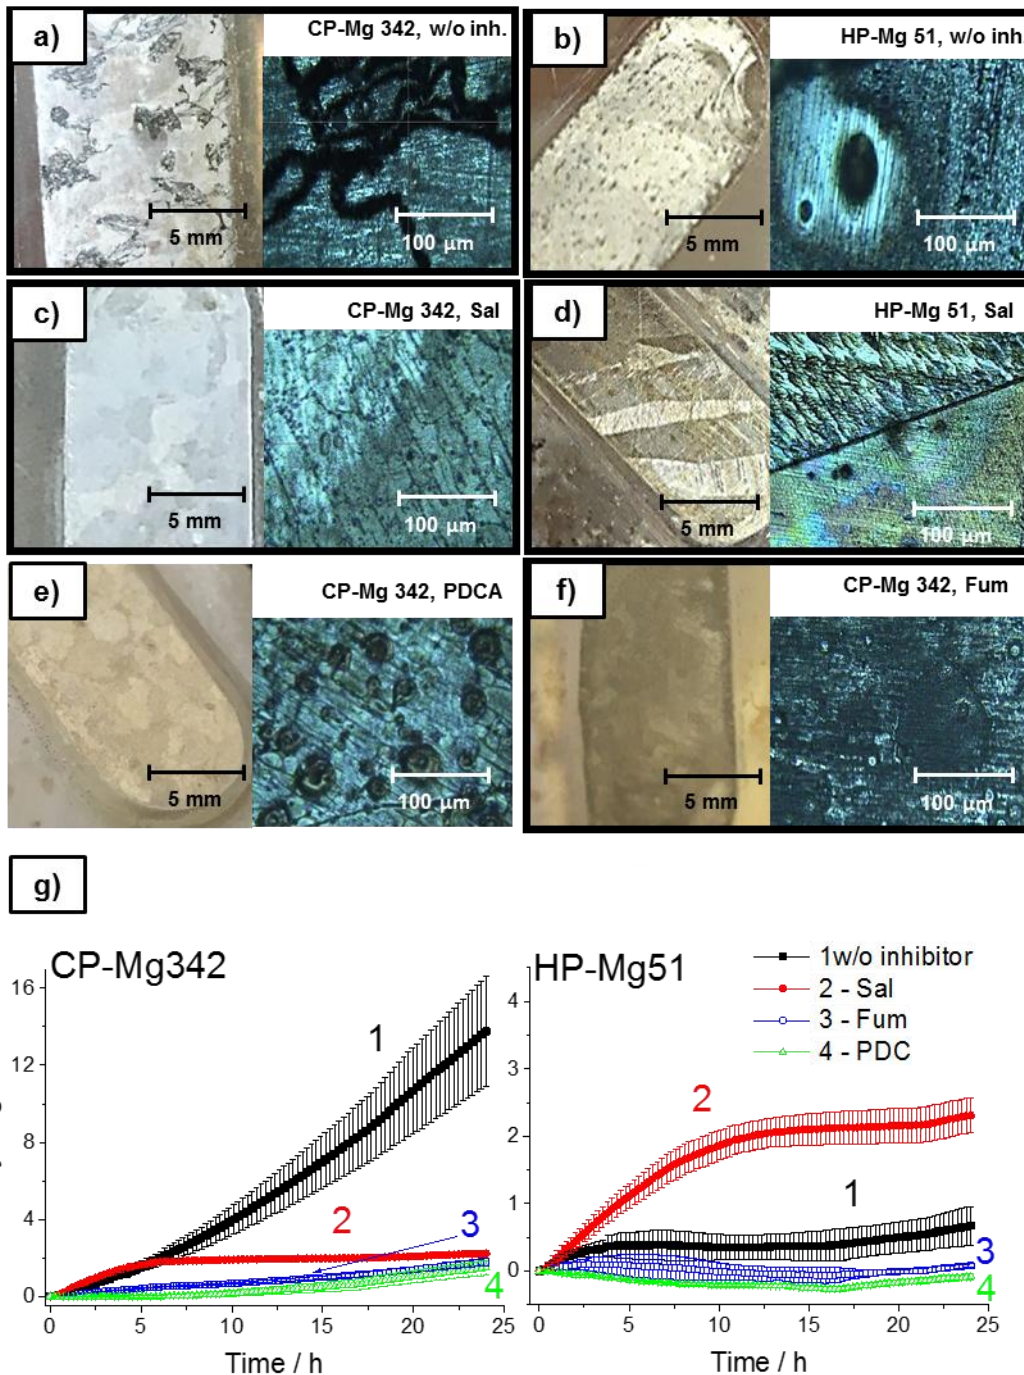 a)
CP-Mg 342, w/o inh.
5 mm
100 µm
b)
HP-Mg 51, w/o inh.
5 mm
100 µm
c)
CP-Mg 342, Sal
5 mm
100 µm
d)
HP-Mg 51, Sal
5 mm
100 µm
e)
CP-Mg 342, PDCA
5 mm
100 µm
f)
CP-Mg 342, Fum
5 mm
100 µm
g)
CP-Mg342
16
12
8
4
0
1
2
3
4
0 5 10 15 20 25
Time / h
HP-Mg51
1w/o inhibitor
2 - Sal
3 - Fum
4 - PDC
4
3
2
1
0
2
1
3
4
0 5 10 15 20 25
Time / h